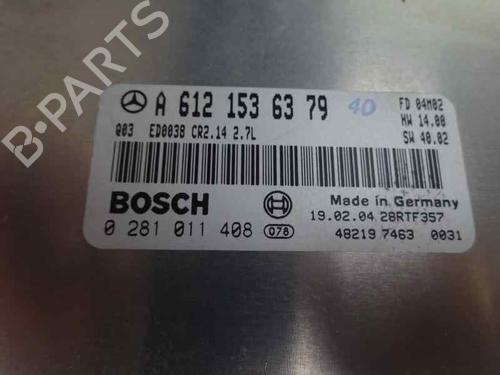 A 612 153 63 79 40
FD 04M02
Q03 ED0038 CR2.14 2.7L
HW 14.00
SW 40.02
BOSCH
Made in Germany
0 281 011 408 078
19.02.04 28RTF357
48219 7463 0031
B-Parts